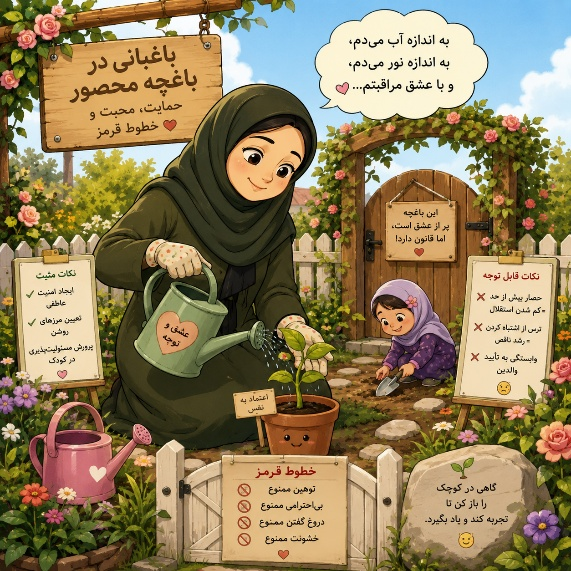 باغبانی در
باغچه محصور
حمایت، محبت و
خطوط قرمز
به اندازه آب می‌دم،
به اندازه نور می‌دم،
و با عشق مراقبتم...
این باغچه
پر از عشق است،
اما قانون دارد!
نکات مثبت
ایجاد امنیت
عاطفی
تعیین مرزهای
روشن
پرورش مسئولیت‌پذیری
در کودک
عشق و
توجه
اعتماد به
نفس
نکات قابل توجه
حصار بیش از حد
=کم شدن استقلال
ترس از اشتباه کردن
= رشد ناقص
وابستگی به تأیید
والدین
خطوط قرمز
توهین ممنوع
بی‌احترامی ممنوع
دروغ گفتن ممنوع
خشونت ممنوع
گاهی در کوچک
را باز کن تا
تجربه کند و یاد بگیرد.